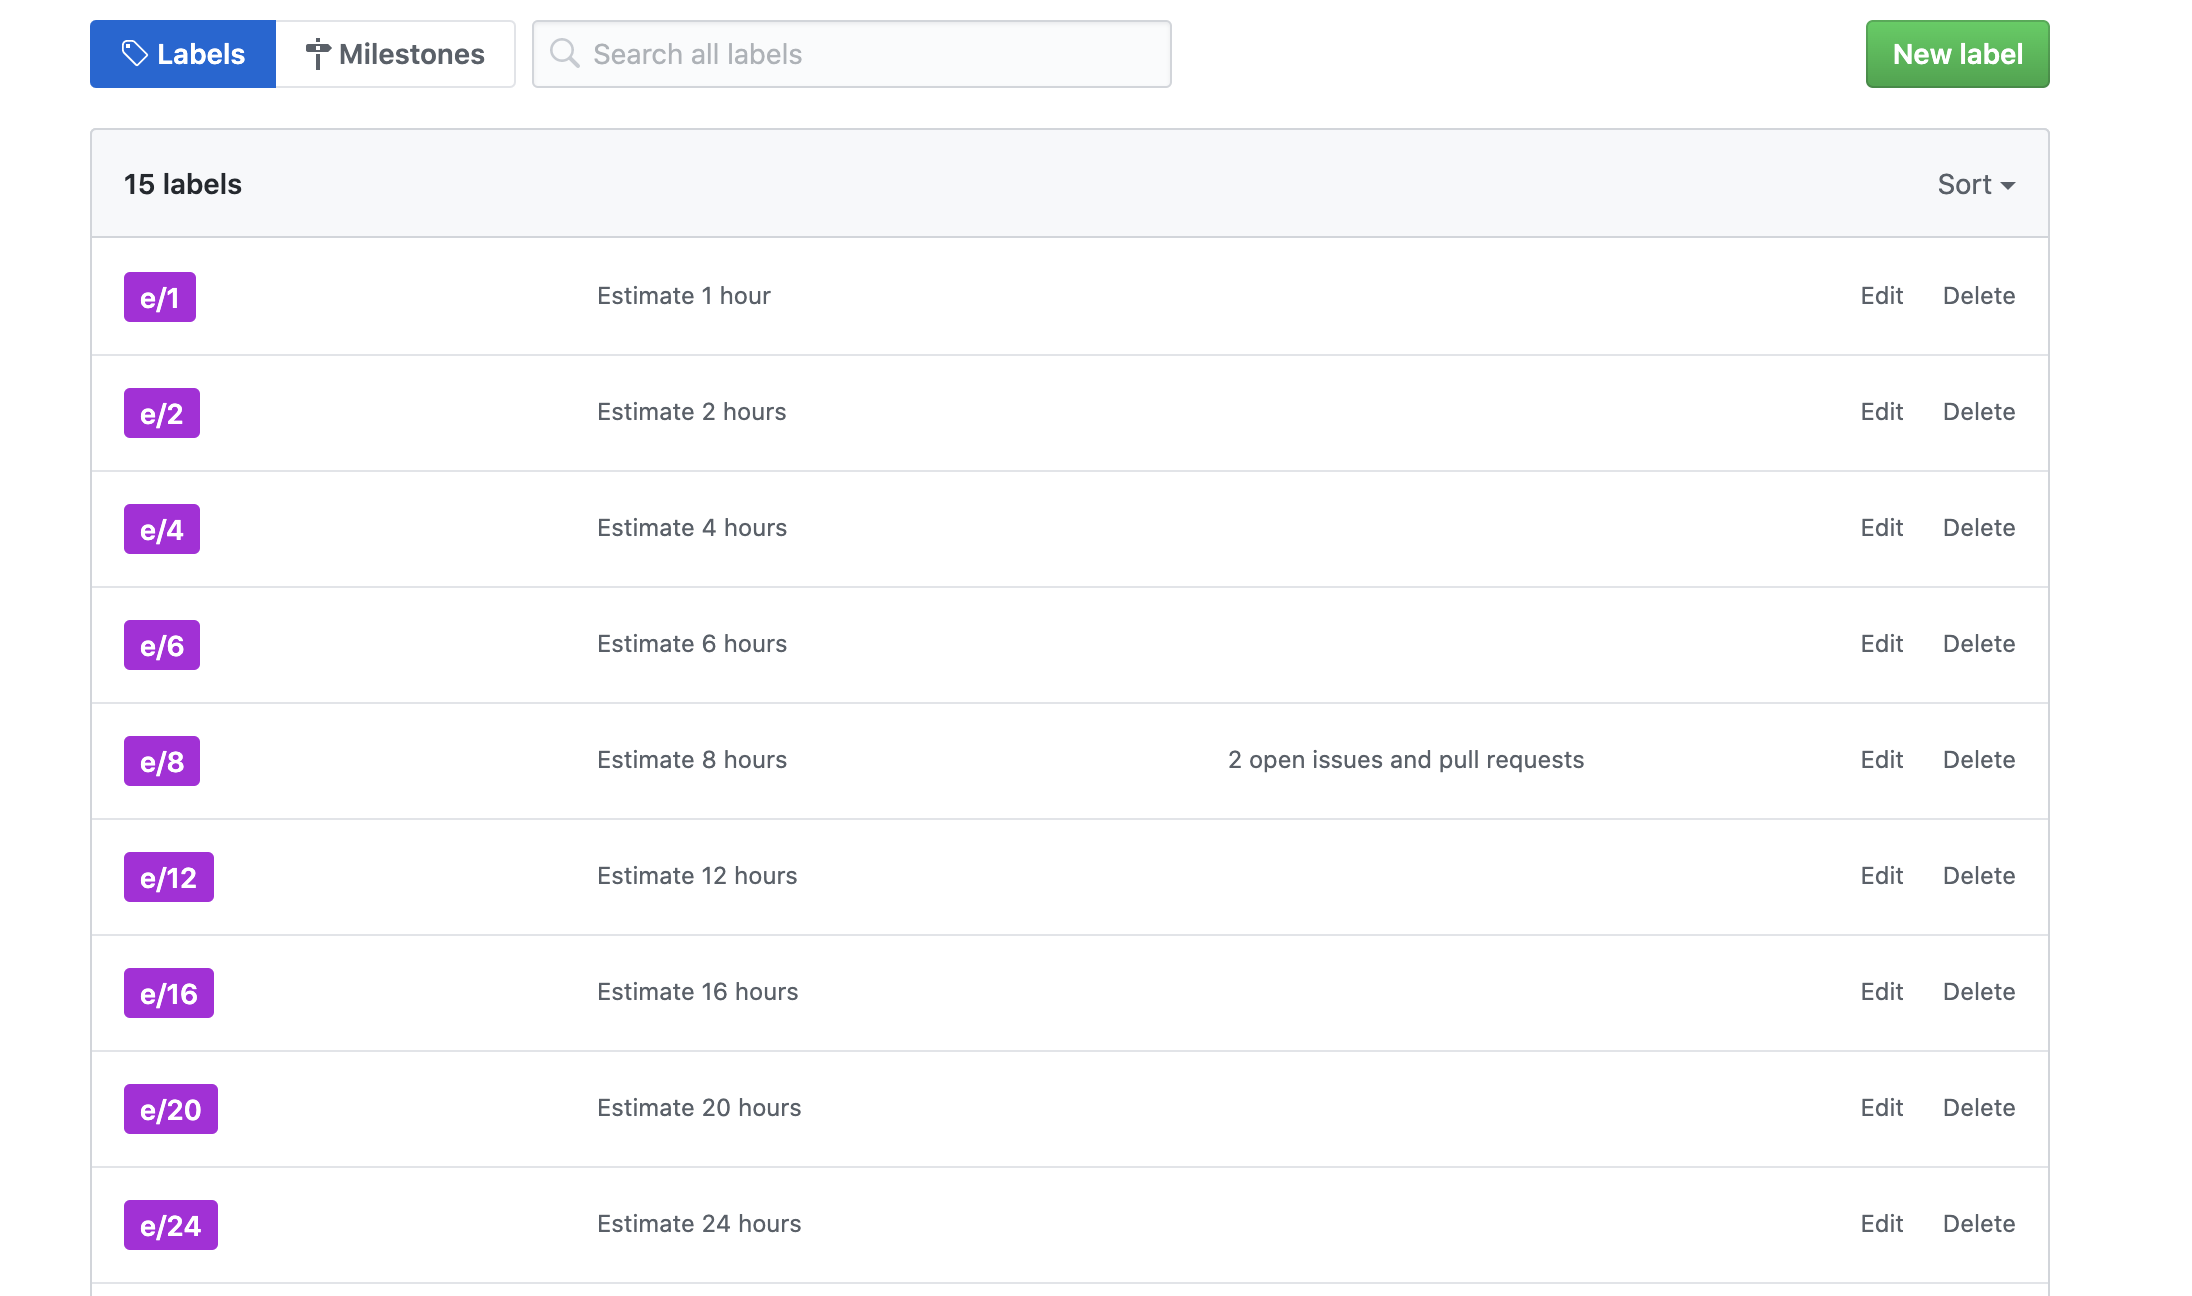 Labels Milestones Search all labels New label
15 labels Sort
e/1 Estimate 1 hour Edit Delete
e/2 Estimate 2 hours Edit Delete
e/4 Estimate 4 hours Edit Delete
e/6 Estimate 6 hours Edit Delete
e/8 Estimate 8 hours 2 open issues and pull requests Edit Delete
e/12 Estimate 12 hours Edit Delete
e/16 Estimate 16 hours Edit Delete
e/20 Estimate 20 hours Edit Delete
e/24 Estimate 24 hours Edit Delete